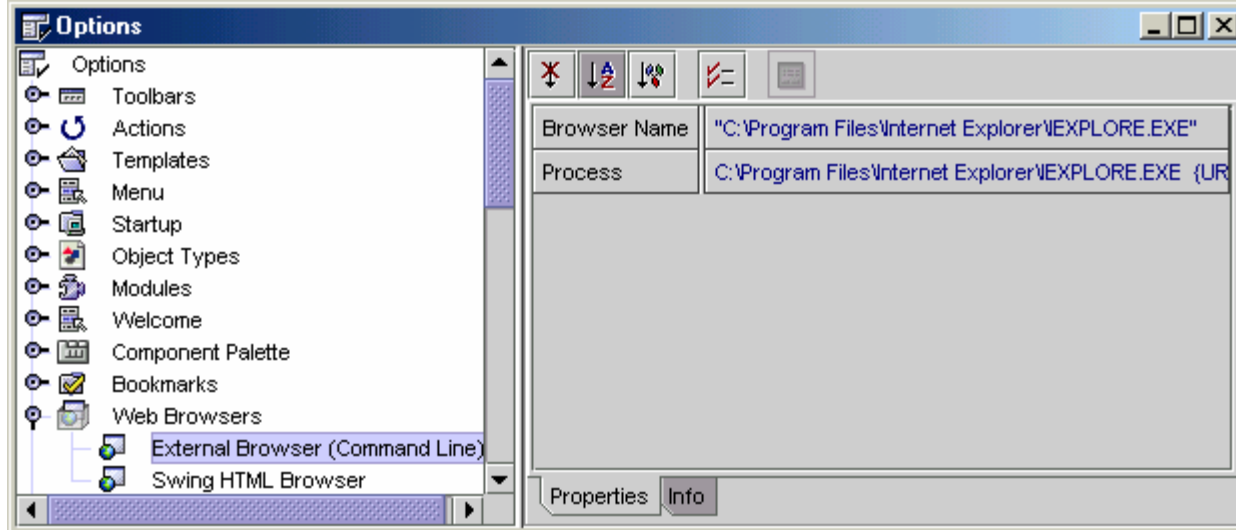 Options
Options
Toolbars
Actions
Templates
Menu
Startup
Object Types
Modules
Welcome
Component Palette
Bookmarks
Web Browsers
External Browser (Command Line)
Swing HTML Browser
Browser Name "C:\Program Files\Internet Explorer\IEXPLORE.EXE"
Process C:\Program Files\Internet Explorer\IEXPLORE.EXE {UR
Properties Info